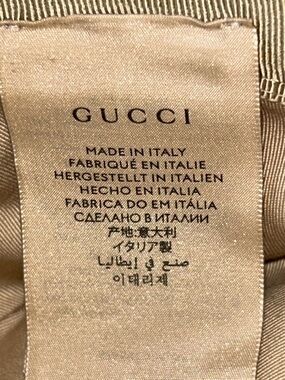 GUCCI
MADE IN ITALY
FABRIQUÉ EN ITALIE
HERGESTELLT IN ITALIEN
HECHO EN ITALIA
FABRICA DO EM ITÁLIA
СДЕЛАНО В ИТАЛИИ
产地:意大利
イタリア製
صنع في إيطاليا
이태리제